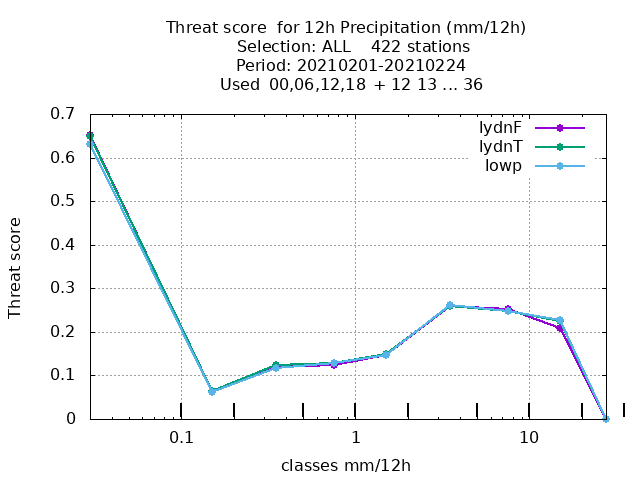 Threat score  for 12h Precipitation (mm/12h)
Selection: ALL    422 stations
Period: 20210201-20210224
Used  00,06,12,18  + 12 13 ... 36
lydnF
lydnT
lowp
0.7
0.6
0.5
0.4
0.3
0.2
0.1
0
Threat score
0.1
1
10
classes mm/12h